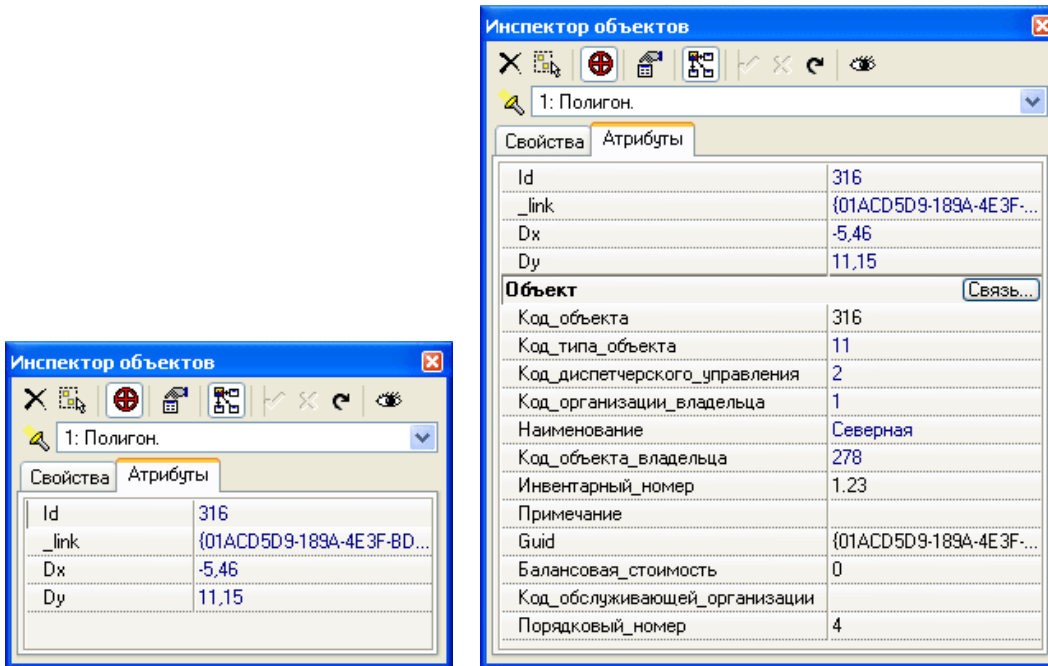 Инспектор объектов
1: Полигон.
Свойства Атрибуты
Id 316
_link {01ACD5D9-189A-4E3F-BD...
Dx -5,46
Dy 11,15
Инспектор объектов
1: Полигон.
Свойства Атрибуты
Id 316
_link {01ACD5D9-189A-4E3F-...
Dx -5,46
Dy 11,15
Объект Связь...
Код_объекта 316
Код_типа_объекта 11
Код_диспетчерского_управления 2
Код_организации_владельца 1
Наименование Северная
Код_объекта_владельца 278
Инвентарный_номер 1.23
Примечание
Guid {01ACD5D9-189A-4E3F-...
Балансовая_стоимость 0
Код_обслуживающей_организации
Порядковый_номер 4